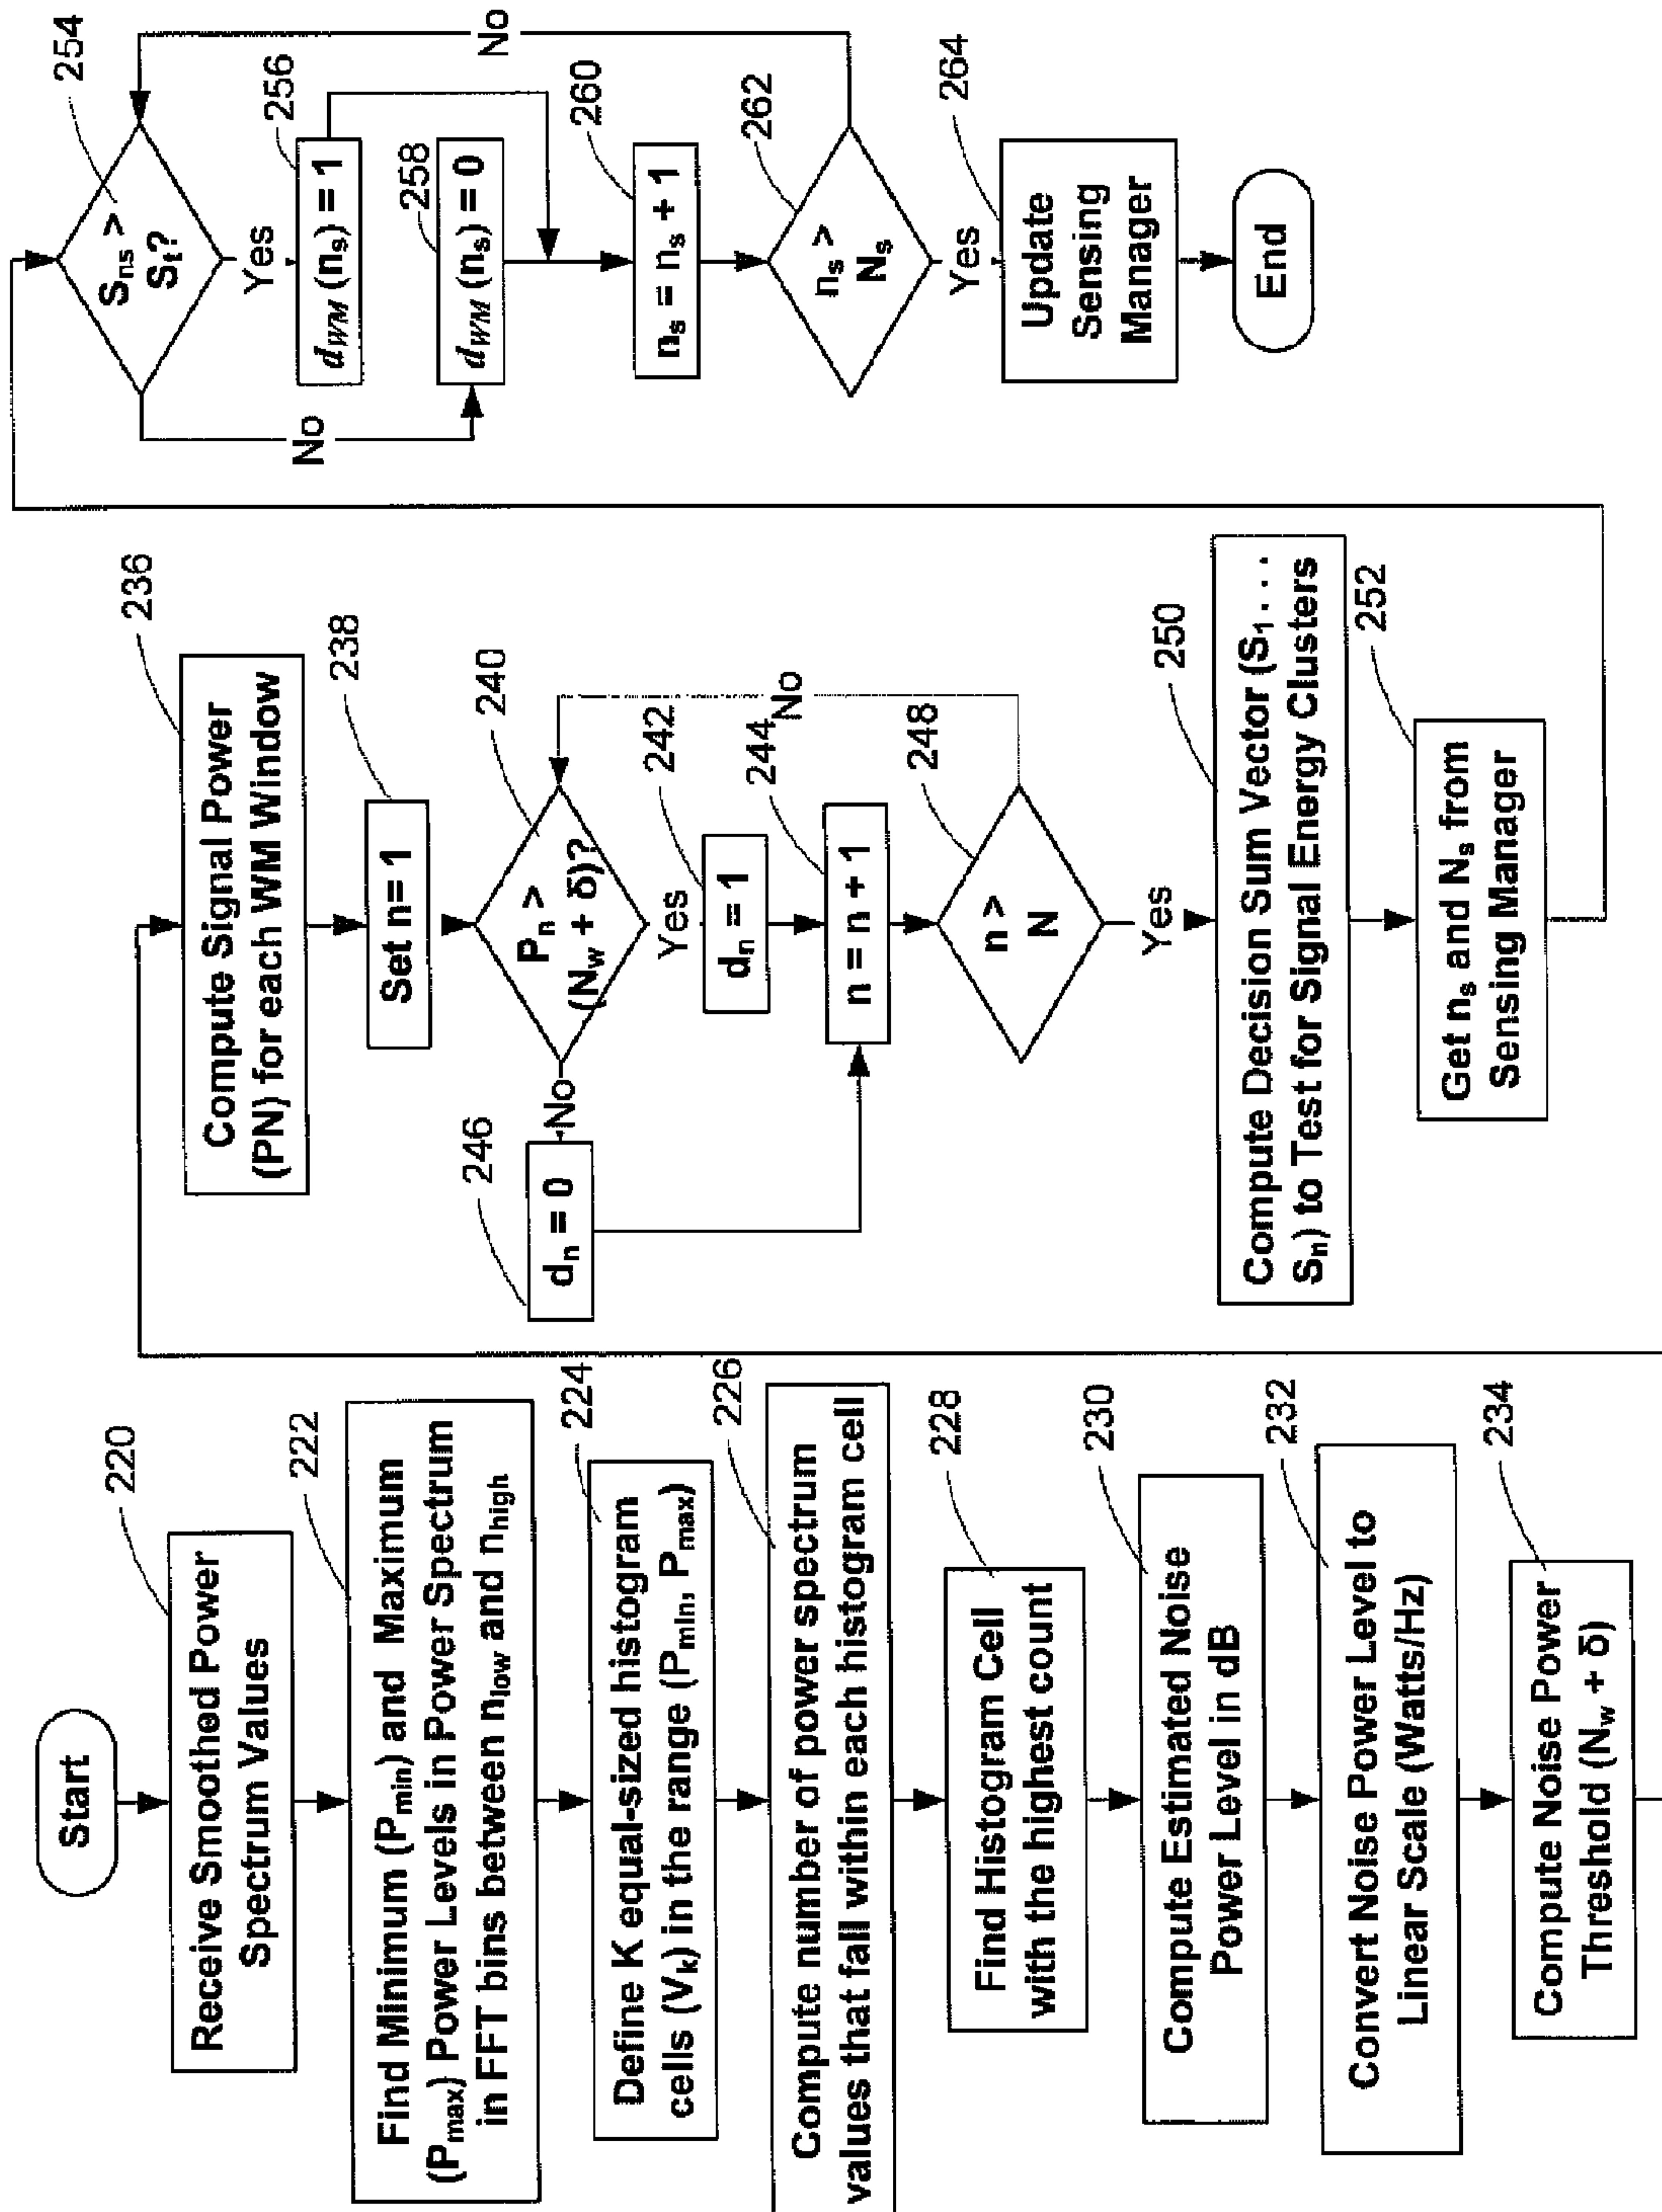 Start
220
Receive Smoothed Power
Spectrum Values
222
Find Minimum (Pmin) and Maximum
(Pmax) Power Levels in Power Spectrum
in FFT bins between nlow and nhigh
224
Define K equal-sized histogram
cells (Vk) in the range (Pmin, Pmax)
226
Compute number of power spectrum
values that fall within each histogram cell
228
Find Histogram Cell
with the highest count
230
Compute Estimated Noise
Power Level in dB
232
Convert Noise Power Level to
Linear Scale (Watts/Hz)
234
Compute Noise Power
Threshold (Nw + δ)
236
Compute Signal Power
(PN) for each WM Window
238
Set n= 1
240
Pn >
(Nw + δ)?
Yes
No
242
dn = 1
246
dn = 0
244
n = n + 1
No
248
n >
N
Yes
250
Compute Decision Sum Vector (S1...
Sn) to Test for Signal Energy Clusters
252
Get ns and Ns from
Sensing Manager
254
Sns >
St?
Yes
No
256
dWM (ns) = 1
258
dWM (ns) = 0
260
ns = ns + 1
262
ns >
Ns
No
Yes
264
Update
Sensing
Manager
End